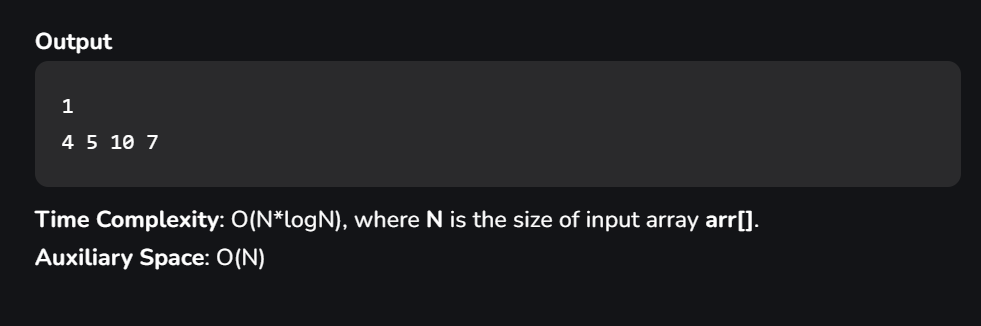 Output
1
4 5 10 7
Time Complexity: O(N*logN), where N is the size of input array arr[].
Auxiliary Space: O(N)